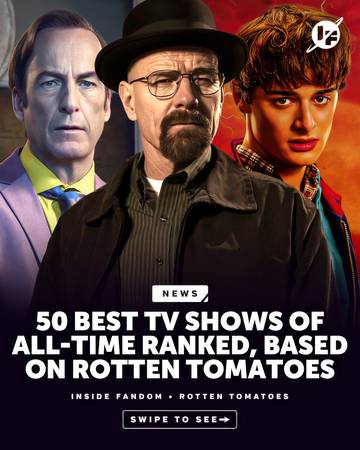 IF
NEWS
50 BEST TV SHOWS OF
ALL-TIME RANKED, BASED
ON ROTTEN TOMATOES
INSIDE FANDOM • ROTTEN TOMATOES
SWIPE TO SEE→